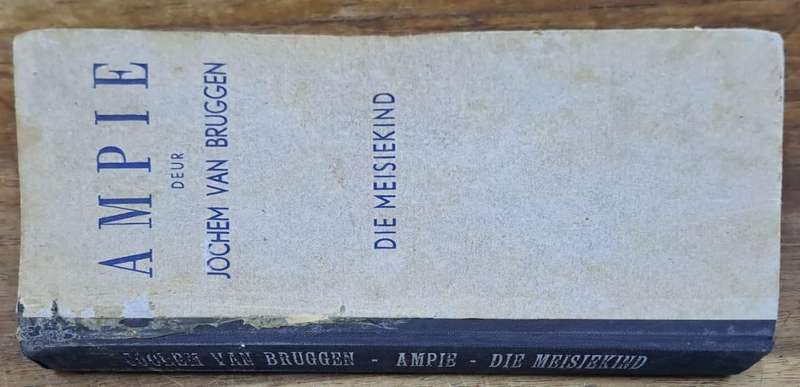 AMPIE
DEUR
JOCHEM VAN BRUGGEN
DIE MEISIEKIND
JOCHEM VAN BRUGGEN - AMPIE - DIE MEISIEKIND